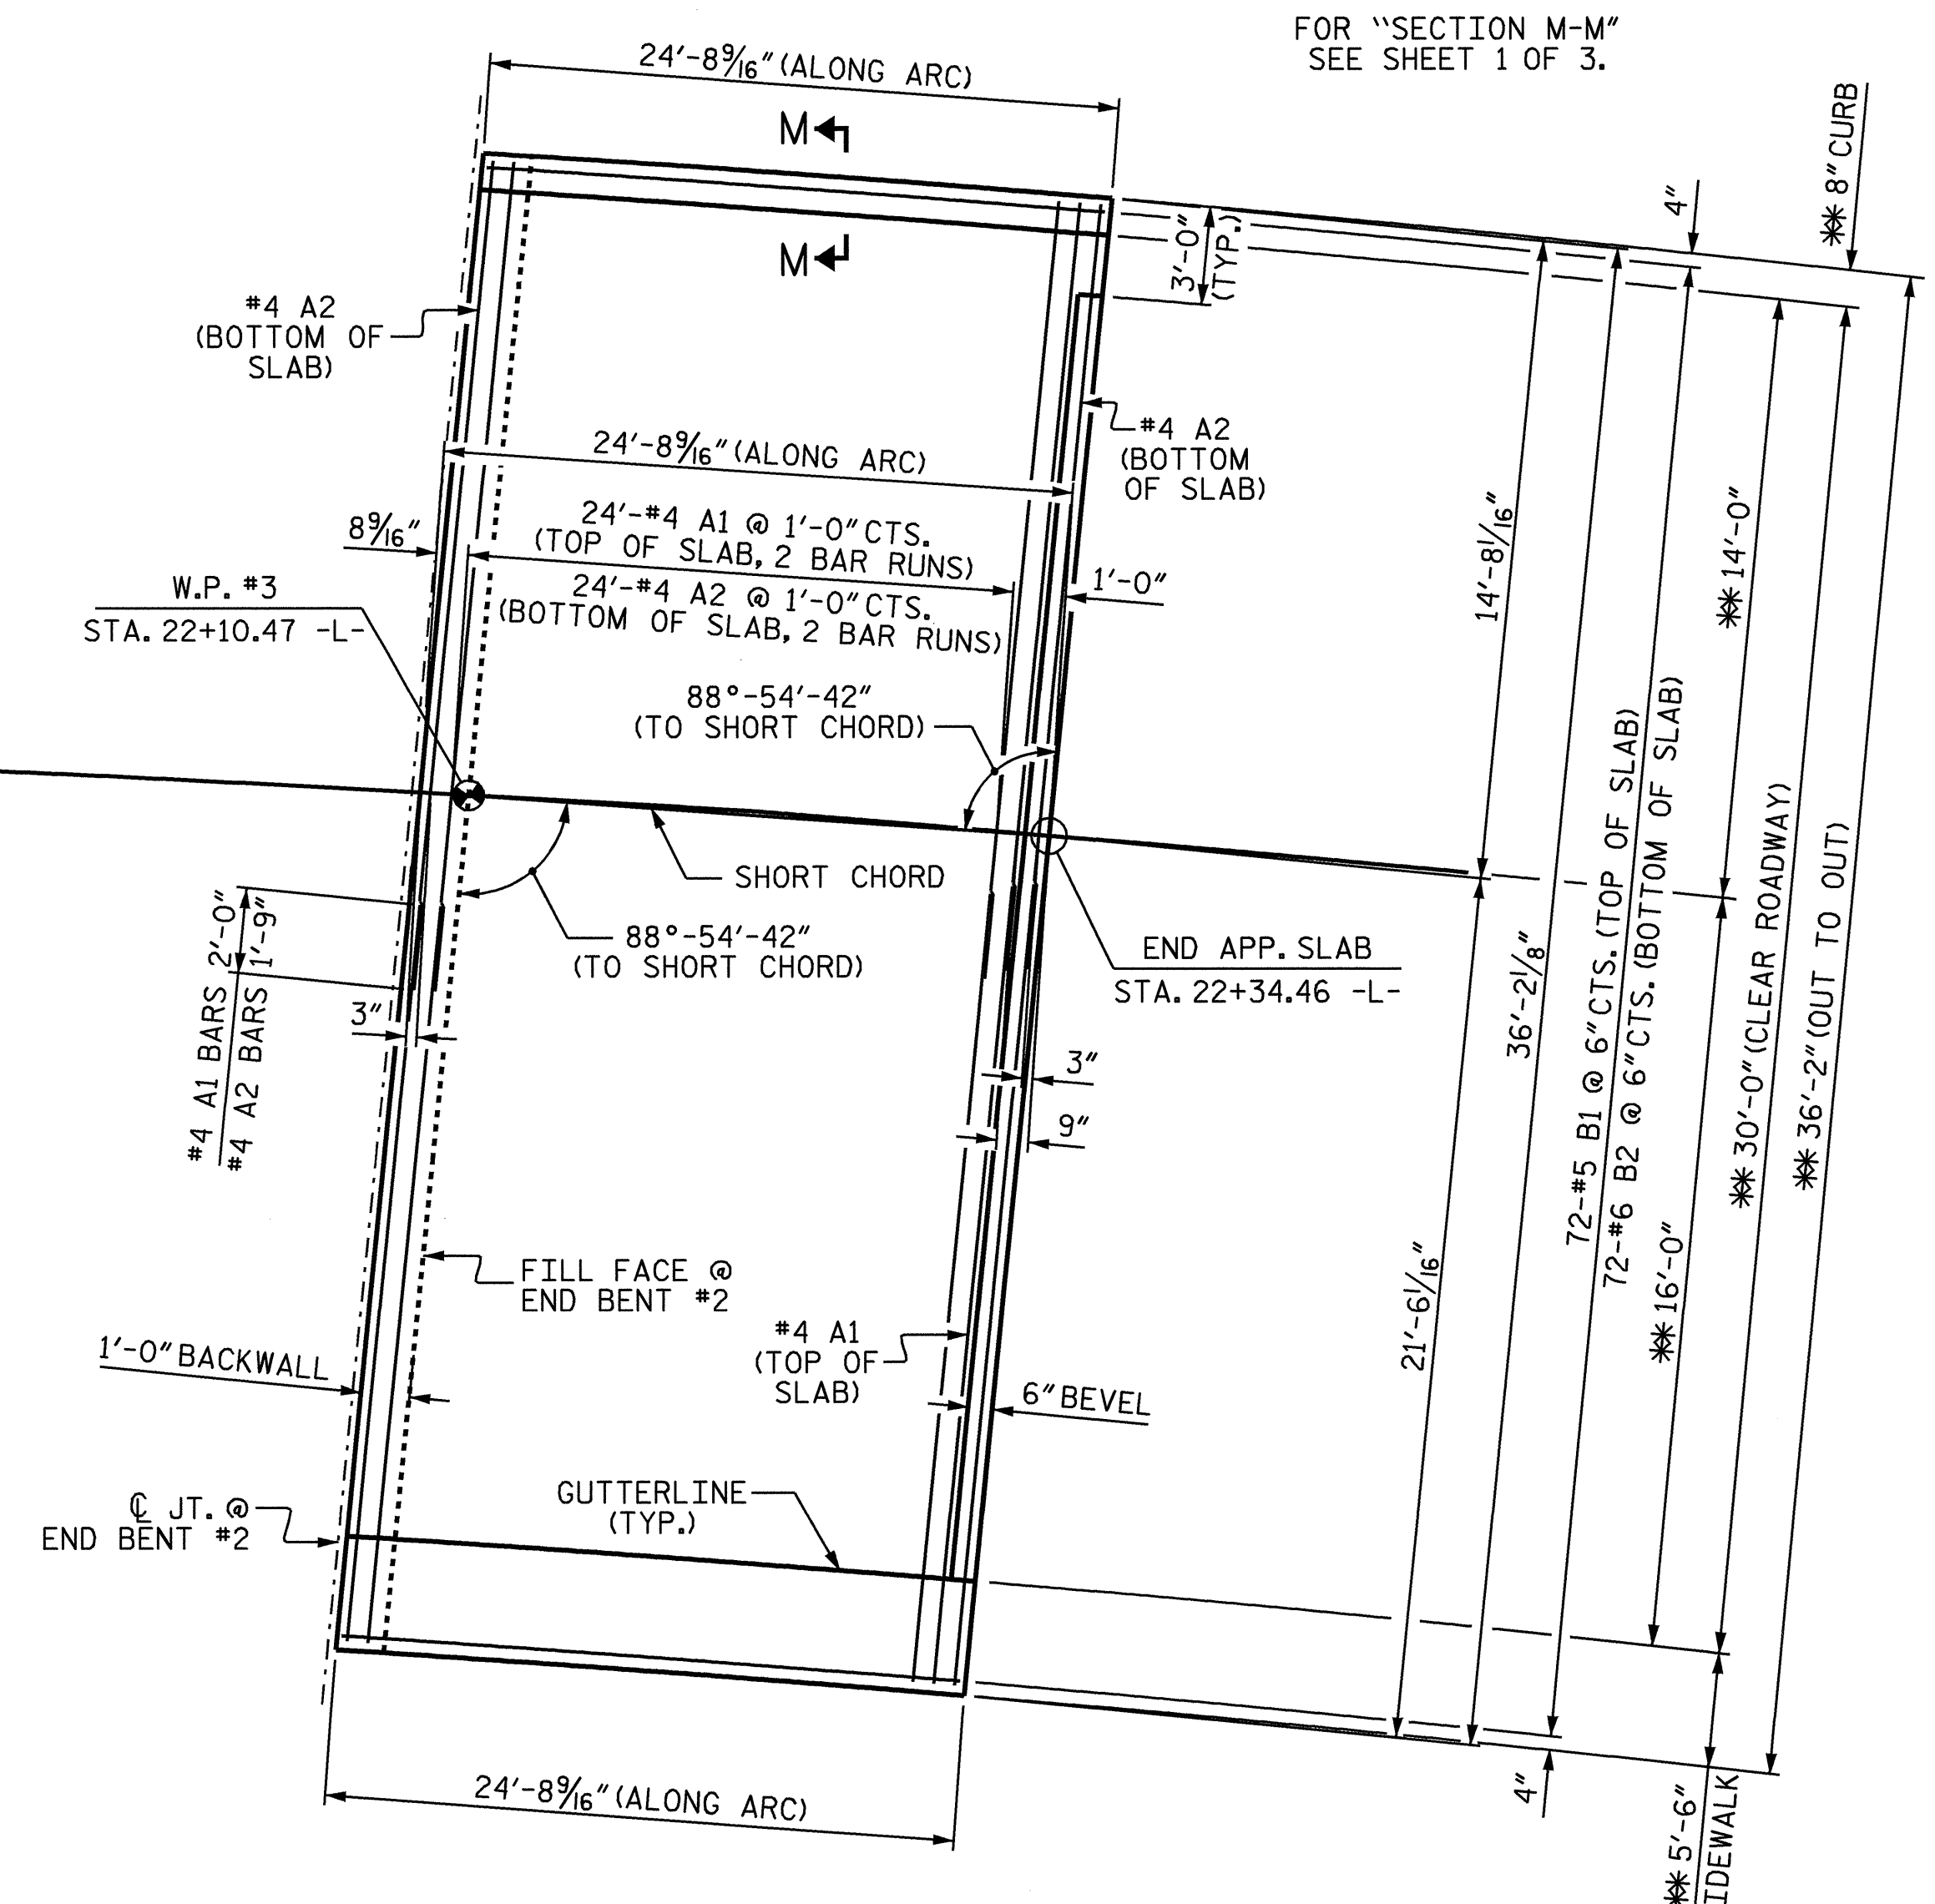 FOR "SECTION M-M"
SEE SHEET 1 OF 3.
24'-8 9/16" (ALONG ARC)
M
M
** 8" CURB
4"
3'-0"
(TYP.)
#4 A2
(BOTTOM OF
SLAB)
#4 A2
(BOTTOM
OF SLAB)
24'-8 9/16" (ALONG ARC)
8 9/16"
24'-#4 A1 @ 1'-0" CTS.
(TOP OF SLAB, 2 BAR RUNS)
24'-#4 A2 @ 1'-0" CTS.
(BOTTOM OF SLAB, 2 BAR RUNS)
1'-0"
14'-8 1/16"
** 14'-0"
W.P. #3
STA. 22+10.47 -L-
88°-54'-42"
(TO SHORT CHORD)
SHORT CHORD
88°-54'-42"
(TO SHORT CHORD)
END APP. SLAB
STA. 22+34.46 -L-
#4 A1 BARS 2'-0"
#4 A2 BARS 1'-9"
3"
3"
9"
36'-2 1/8"
72-#5 B1 @ 6" CTS. (TOP OF SLAB)
72-#6 B2 @ 6" CTS. (BOTTOM OF SLAB)
** 30'-0" (CLEAR ROADWAY)
** 36'-2" (OUT TO OUT)
FILL FACE @
END BENT #2
21'-6 1/16"
** 16'-0"
1'-0" BACKWALL
#4 A1
(TOP OF
SLAB)
6" BEVEL
GUTTERLINE
(TYP.)
℄ JT. @
END BENT #2
24'-8 9/16" (ALONG ARC)
4"
** 5'-6"
IDEWALK